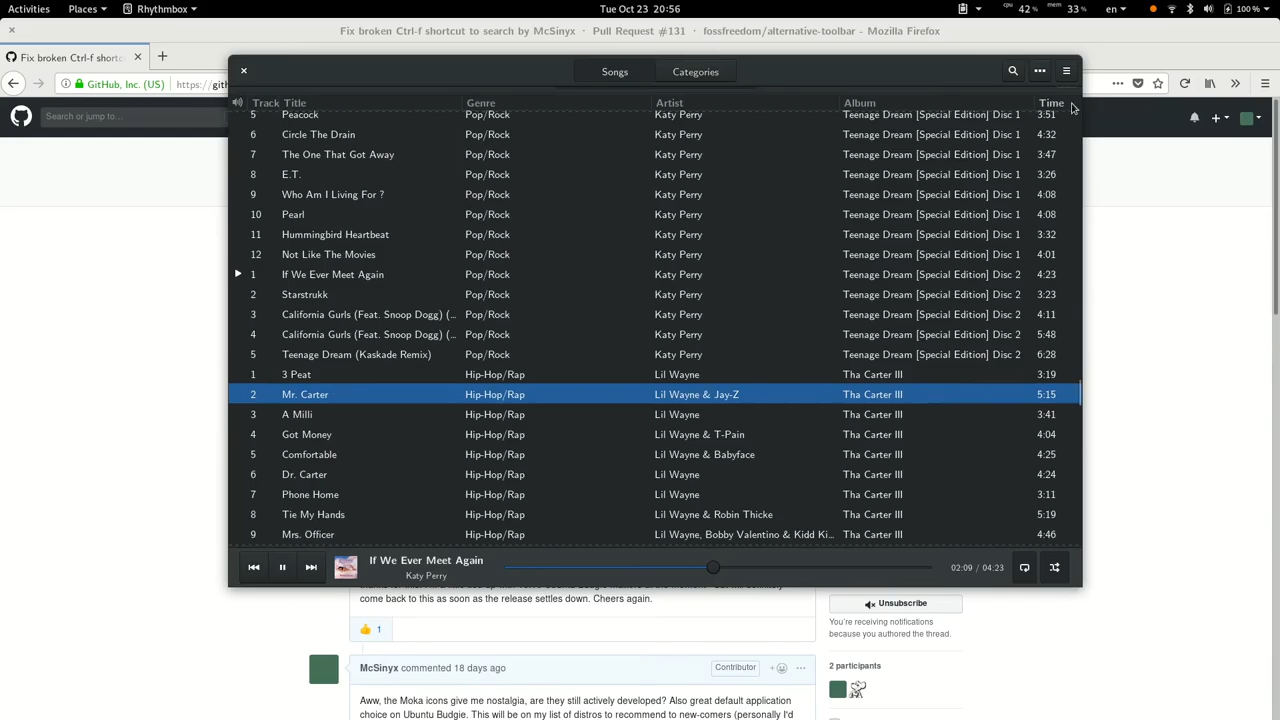 Activities Places Rhythmbox Tue Oct 23 20:56 cpu 42 % mem 33 % en 100 %
Fix broken Ctrl-f shortcut to search by McSinyx · Pull Request #131 · fossfreedom/alternative-toolbar - Mozilla Firefox
Fix broken Ctrl-f shortc
GitHub, Inc. (US) https://gith
Search or jump to...
Songs Categories
Track Title Genre Artist Album Time
5 Peacock Pop/Rock Katy Perry Teenage Dream [Special Edition] Disc 1 3:51
6 Circle The Drain Pop/Rock Katy Perry Teenage Dream [Special Edition] Disc 1 4:32
7 The One That Got Away Pop/Rock Katy Perry Teenage Dream [Special Edition] Disc 1 3:47
8 E.T. Pop/Rock Katy Perry Teenage Dream [Special Edition] Disc 1 3:26
9 Who Am I Living For ? Pop/Rock Katy Perry Teenage Dream [Special Edition] Disc 1 4:08
10 Pearl Pop/Rock Katy Perry Teenage Dream [Special Edition] Disc 1 4:08
11 Hummingbird Heartbeat Pop/Rock Katy Perry Teenage Dream [Special Edition] Disc 1 3:32
12 Not Like The Movies Pop/Rock Katy Perry Teenage Dream [Special Edition] Disc 1 4:01
1 If We Ever Meet Again Pop/Rock Katy Perry Teenage Dream [Special Edition] Disc 2 4:23
2 Starstrukk Pop/Rock Katy Perry Teenage Dream [Special Edition] Disc 2 3:23
3 California Gurls (Feat. Snoop Dogg) (... Pop/Rock Katy Perry Teenage Dream [Special Edition] Disc 2 4:11
4 California Gurls (Feat. Snoop Dogg) (... Pop/Rock Katy Perry Teenage Dream [Special Edition] Disc 2 5:48
5 Teenage Dream (Kaskade Remix) Pop/Rock Katy Perry Teenage Dream [Special Edition] Disc 2 6:28
1 3 Peat Hip-Hop/Rap Lil Wayne Tha Carter III 3:19
2 Mr. Carter Hip-Hop/Rap Lil Wayne & Jay-Z Tha Carter III 5:15
3 A Milli Hip-Hop/Rap Lil Wayne Tha Carter III 3:41
4 Got Money Hip-Hop/Rap Lil Wayne & T-Pain Tha Carter III 4:04
5 Comfortable Hip-Hop/Rap Lil Wayne & Babyface Tha Carter III 4:25
6 Dr. Carter Hip-Hop/Rap Lil Wayne Tha Carter III 4:24
7 Phone Home Hip-Hop/Rap Lil Wayne Tha Carter III 3:11
8 Tie My Hands Hip-Hop/Rap Lil Wayne & Robin Thicke Tha Carter III 5:19
9 Mrs. Officer Hip-Hop/Rap Lil Wayne, Bobby Valentino & Kidd Ki... Tha Carter III 4:46
If We Ever Meet Again
Katy Perry
02:09 / 04:23
come back to this as soon as the release settles down. Cheers again.
1
Unsubscribe
You're receiving notifications
because you authored the thread.
2 participants
McSinyx commented 18 days ago Contributor
Aww, the Moka icons give me nostalgia, are they still actively developed? Also great default application
choice on Ubuntu Budgie. This will be on my list of distros to recommend to new-comers (personally I'd